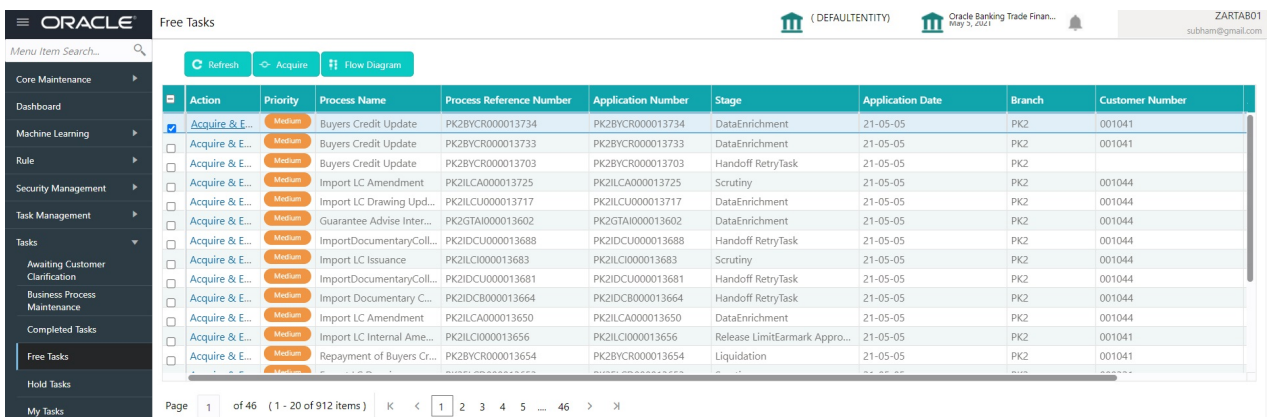 ORACLE
Free Tasks
( DEFAULTENTITY)
Oracle Banking Trade Finan...
May 5, 2021
ZARTAB01
subham@gmail.com
Menu Item Search...
Core Maintenance
Dashboard
Machine Learning
Rule
Security Management
Task Management
Tasks
Awaiting Customer
Clarification
Business Process
Maintenance
Completed Tasks
Free Tasks
Hold Tasks
My Tasks
Refresh Acquire Flow Diagram
Action Priority Process Name Process Reference Number Application Number Stage Application Date Branch Customer Number
Acquire & E... Medium Buyers Credit Update PK2BYCR000013734 PK2BYCR000013734 DataEnrichment 21-05-05 PK2 001041
Acquire & E... Medium Buyers Credit Update PK2BYCR000013733 PK2BYCR000013733 DataEnrichment 21-05-05 PK2 001041
Acquire & E... Medium Buyers Credit Update PK2BYCR000013703 PK2BYCR000013703 Handoff RetryTask 21-05-05 PK2
Acquire & E... Medium Import LC Amendment PK2ILCA000013725 PK2ILCA000013725 Scrutiny 21-05-05 PK2 001044
Acquire & E... Medium Import LC Drawing Upd... PK2ILCU000013717 PK2ILCU000013717 DataEnrichment 21-05-05 PK2 001044
Acquire & E... Medium Guarantee Advise Inter... PK2GTAI000013602 PK2GTAI000013602 DataEnrichment 21-05-05 PK2 001044
Acquire & E... Medium ImportDocumentaryColl... PK2IDCU000013688 PK2IDCU000013688 Handoff RetryTask 21-05-05 PK2 001044
Acquire & E... Medium Import LC Issuance PK2ILCI000013683 PK2ILCI000013683 Scrutiny 21-05-05 PK2 001044
Acquire & E... Medium ImportDocumentaryColl... PK2IDCU000013681 PK2IDCU000013681 Handoff RetryTask 21-05-05 PK2 001044
Acquire & E... Medium Import Documentary C... PK2IDCB000013664 PK2IDCB000013664 Handoff RetryTask 21-05-05 PK2 001044
Acquire & E... Medium Import LC Amendment PK2ILCA000013650 PK2ILCA000013650 DataEnrichment 21-05-05 PK2 001044
Acquire & E... Medium Import LC Internal Ame... PK2ILCI000013656 PK2ILCI000013656 Release LimitEarmark Appro... 21-05-05 PK2 001041
Acquire & E... Medium Repayment of Buyers Cr... PK2BYCR000013654 PK2BYCR000013654 Liquidation 21-05-05 PK2 001041
Page 1 of 46 (1 - 20 of 912 items) 1 2 3 4 5 ... 46